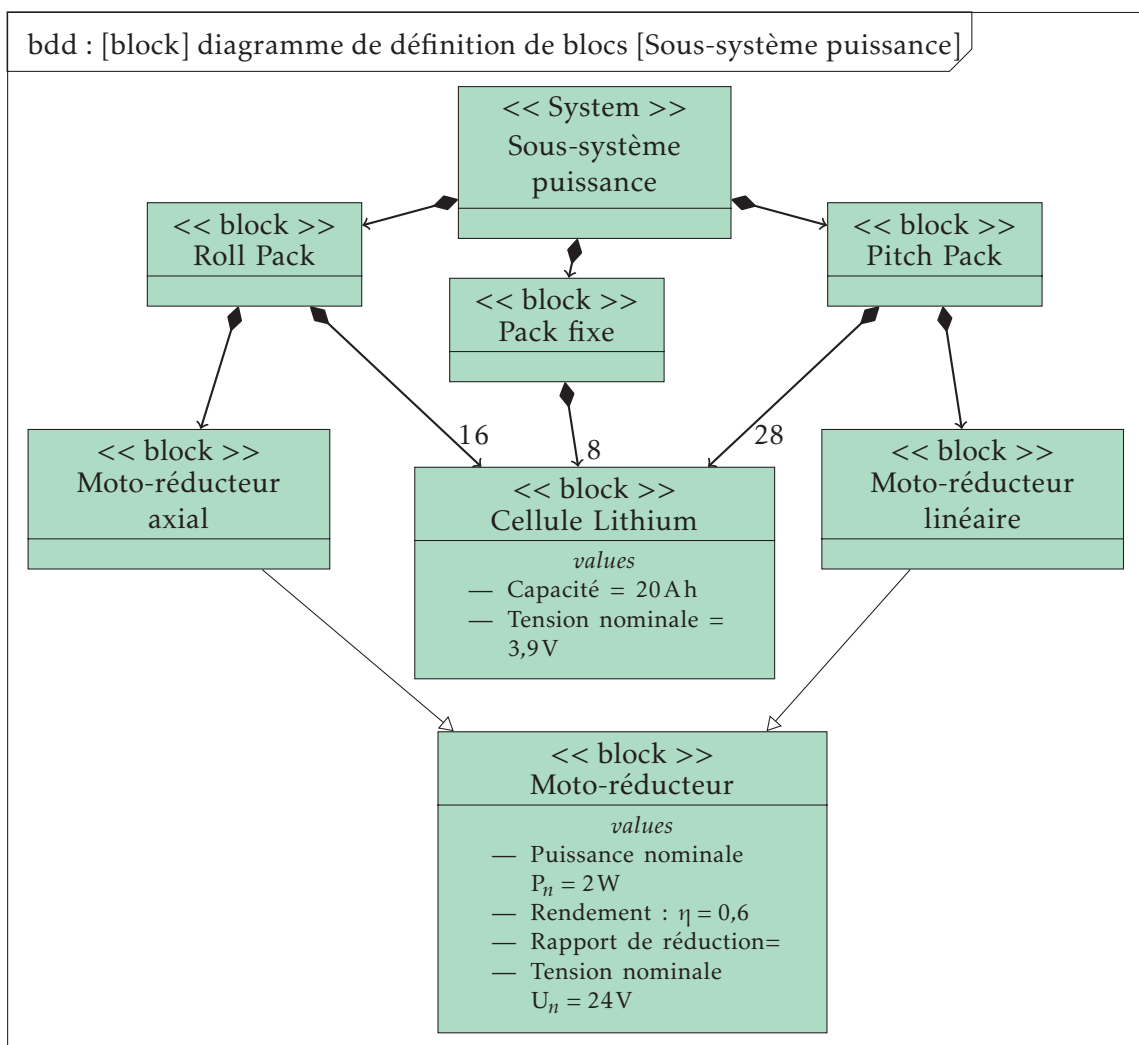 bdd : [block] diagramme de définition de blocs [Sous-système puissance]
<< System >>
Sous-système
puissance
<< block >>
Roll Pack
<< block >>
Pack fixe
<< block >>
Pitch Pack
16
8
28
<< block >>
Moto-réducteur
axial
<< block >>
Cellule Lithium
values
— Capacité = 20 A h
— Tension nominale =
3,9 V
<< block >>
Moto-réducteur
linéaire
<< block >>
Moto-réducteur
values
— Puissance nominale
Pn = 2 W
— Rendement : η = 0,6
— Rapport de réduction=
— Tension nominale
Un = 24 V